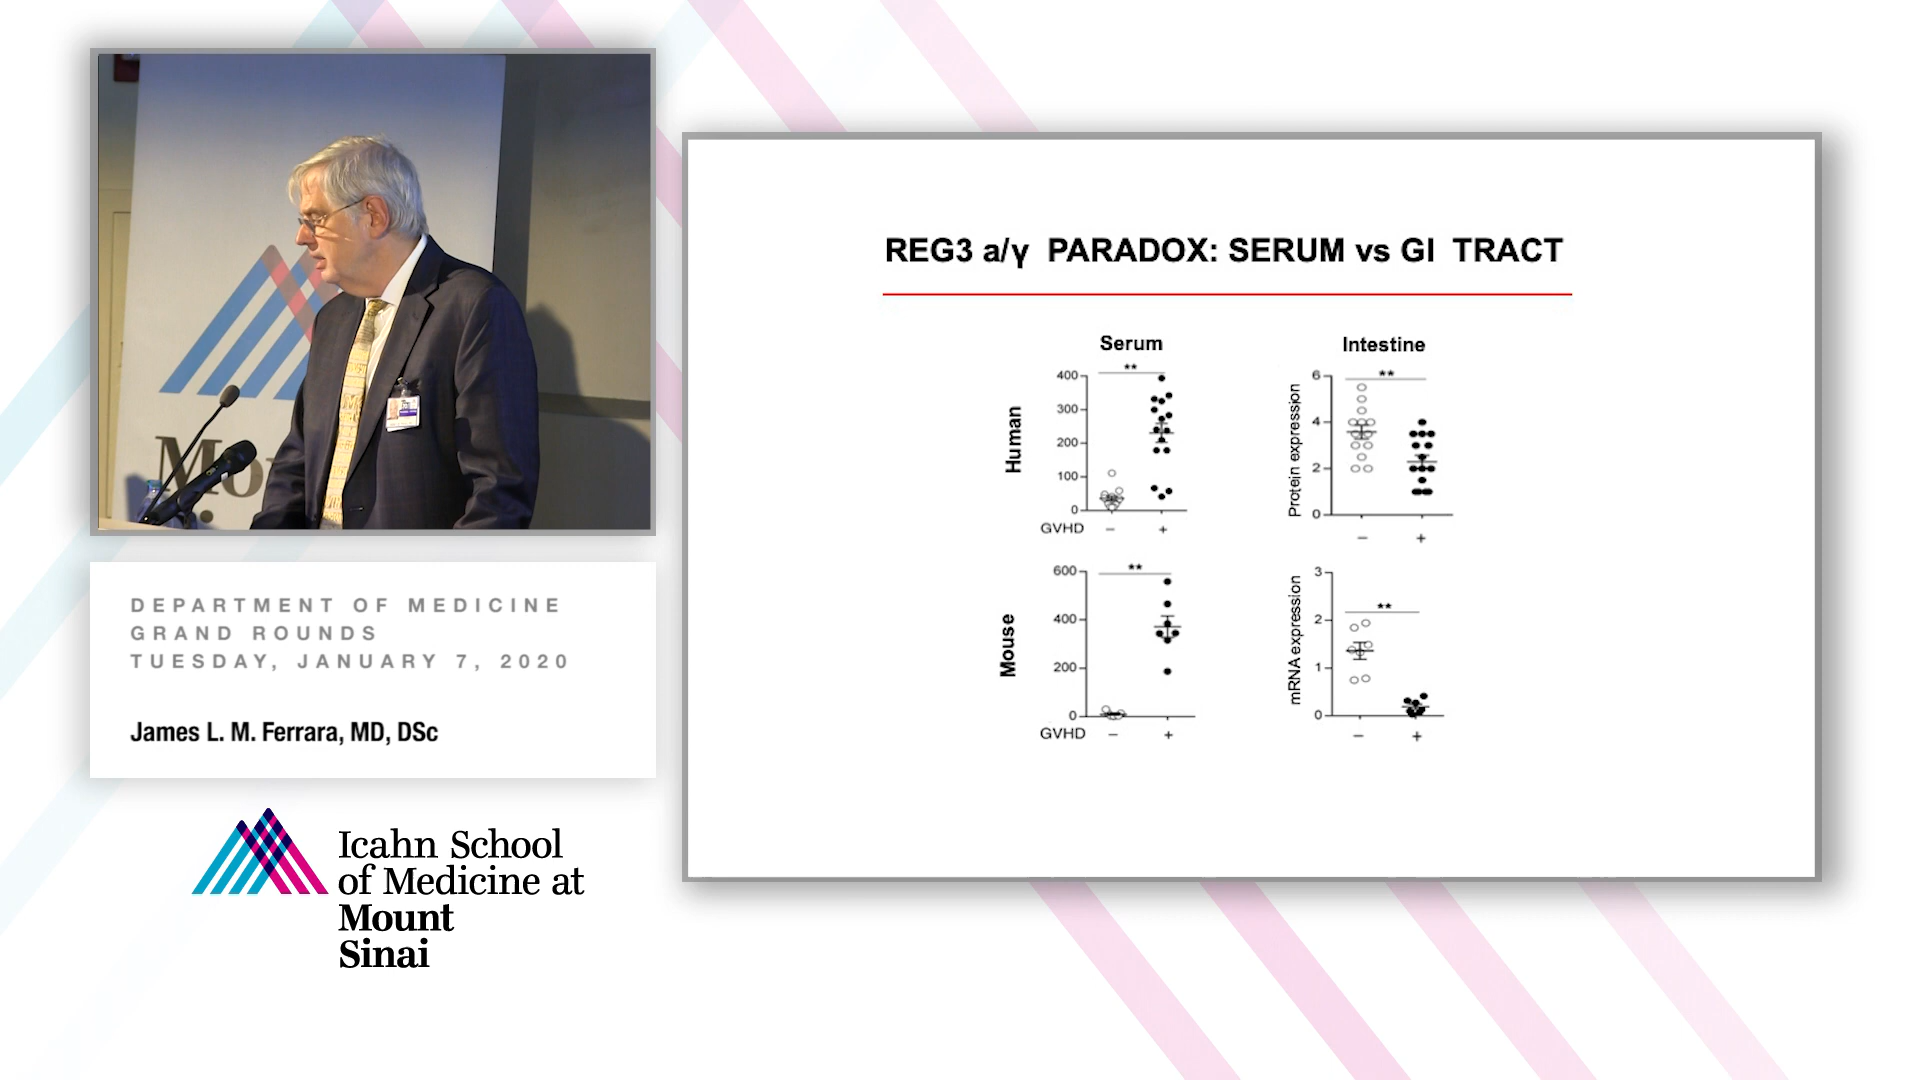 Mo
DEPARTMENT OF MEDICINE
GRAND ROUNDS
TUESDAY, JANUARY 7, 2020
James L. M. Ferrara, MD, DSc
Icahn School
of Medicine at
Mount
Sinai
REG3 a/γ PARADOX: SERUM vs GI TRACT
Serum
Human
400
300
200
100
0
**
GVHD − +
Intestine
Protein expression
6
4
2
0
**
− +
Mouse
600
400
200
0
**
GVHD − +
mRNA expression
3
2
1
0
**
− +